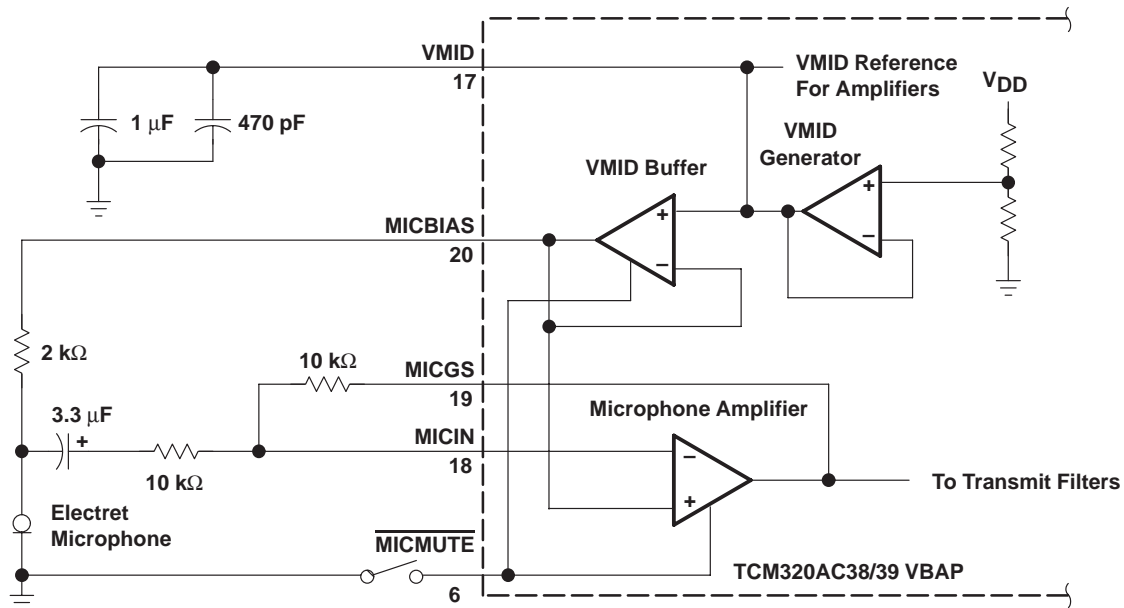 VMID
17
VMID Reference
For Amplifiers
VDD
1 μF
470 pF
VMID
Generator
+
−
VMID Buffer
+
−
MICBIAS
20
2 kΩ
10 kΩ
MICGS
19
Microphone Amplifier
3.3 μF
+
10 kΩ
MICIN
18
−
+
To Transmit Filters
Electret
Microphone
MICMUTE
6
TCM320AC38/39 VBAP